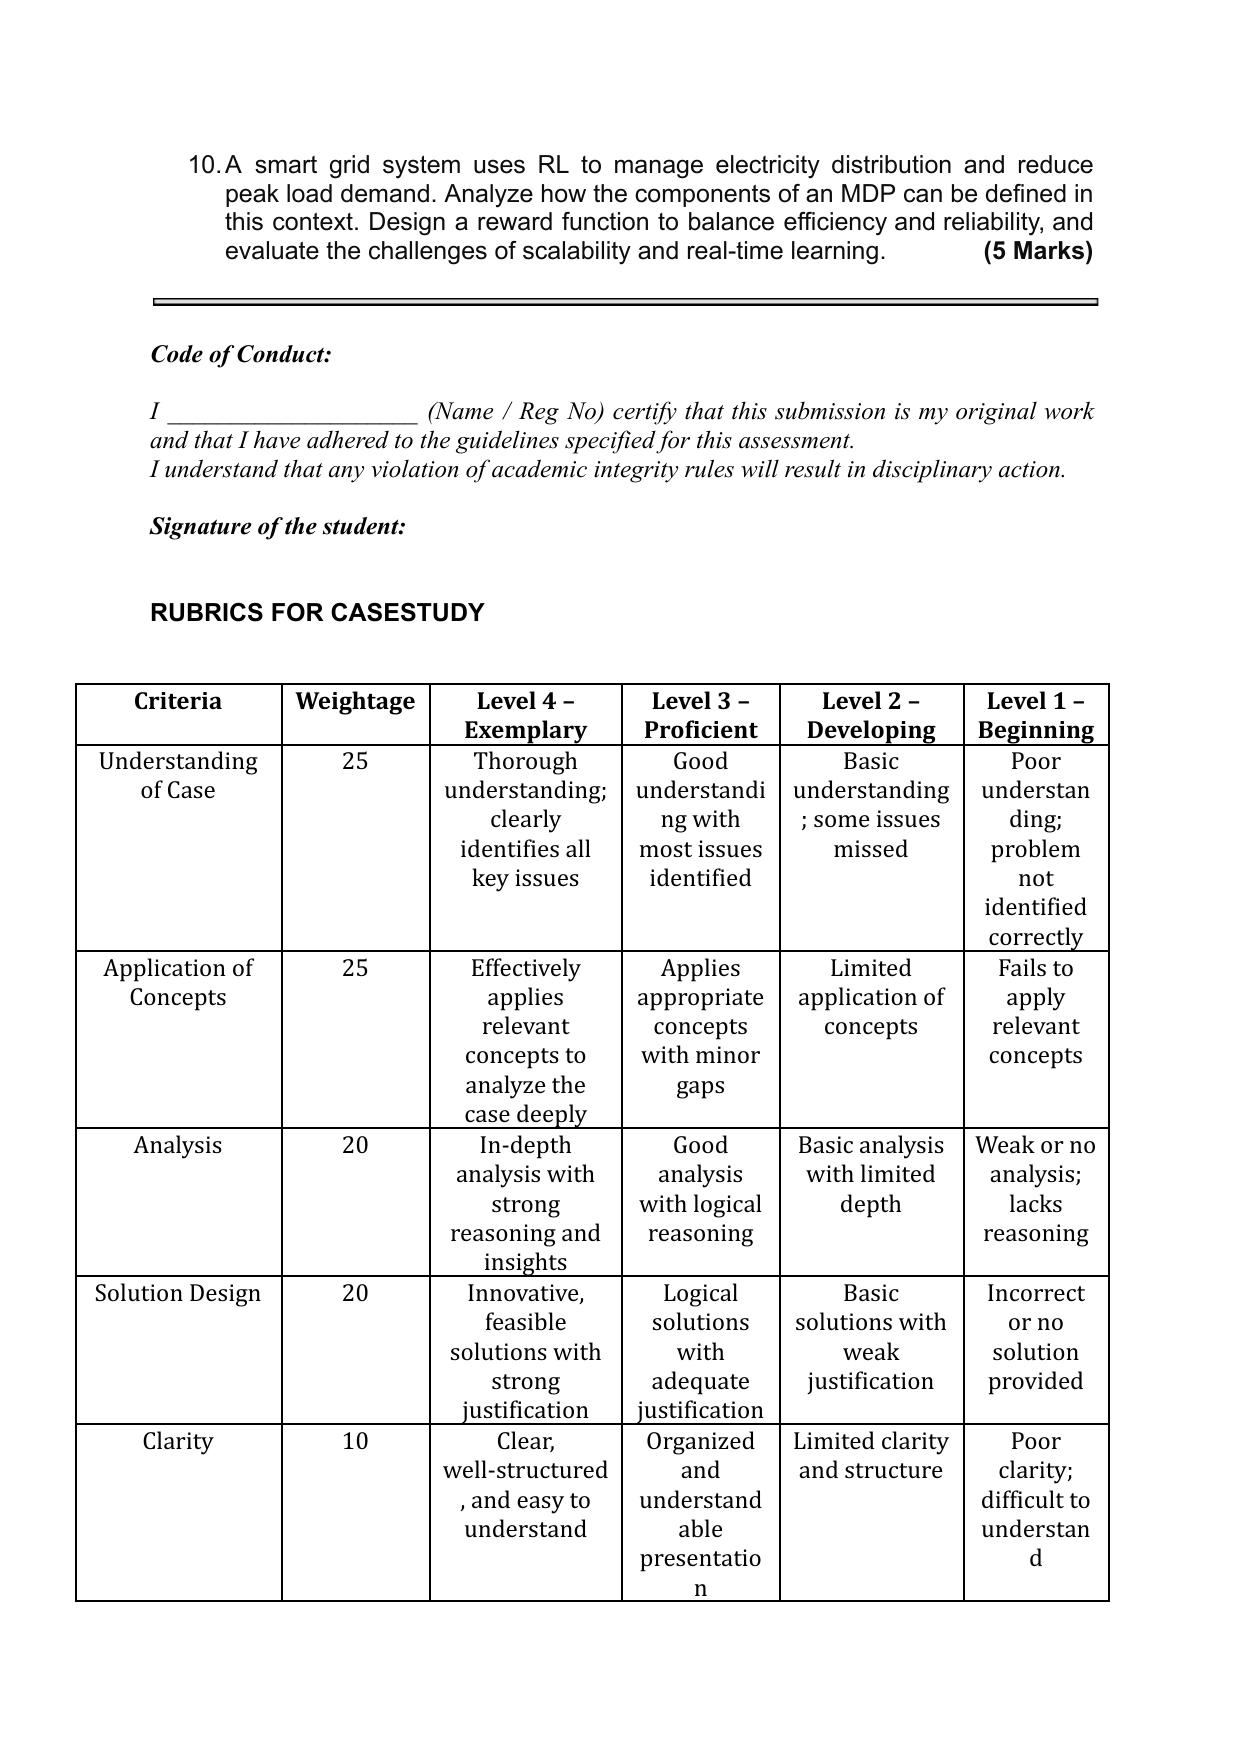 10. A smart grid system uses RL to manage electricity distribution and reduce
peak load demand. Analyze how the components of an MDP can be defined in
this context. Design a reward function to balance efficiency and reliability, and
evaluate the challenges of scalability and real-time learning. (5 Marks)
Code of Conduct:
I ____________________ (Name / Reg No) certify that this submission is my original work
and that I have adhered to the guidelines specified for this assessment.
I understand that any violation of academic integrity rules will result in disciplinary action.
Signature of the student:
RUBRICS FOR CASESTUDY
Criteria
Weightage
Level 4 –
Exemplary
Level 3 –
Proficient
Level 2 –
Developing
Level 1 –
Beginning
Understanding
of Case
25
Thorough
understanding;
clearly
identifies all
key issues
Good
understandi
ng with
most issues
identified
Basic
understanding
; some issues
missed
Poor
understan
ding;
problem
not
identified
correctly
Application of
Concepts
25
Effectively
applies
relevant
concepts to
analyze the
case deeply
Applies
appropriate
concepts
with minor
gaps
Limited
application of
concepts
Fails to
apply
relevant
concepts
Analysis
20
In-depth
analysis with
strong
reasoning and
insights
Good
analysis
with logical
reasoning
Basic analysis
with limited
depth
Weak or no
analysis;
lacks
reasoning
Solution Design
20
Innovative,
feasible
solutions with
strong
justification
Logical
solutions
with
adequate
justification
Basic
solutions with
weak
justification
Incorrect
or no
solution
provided
Clarity
10
Clear,
well-structured
, and easy to
understand
Organized
and
understand
able
presentatio
n
Limited clarity
and structure
Poor
clarity;
difficult to
understan
d